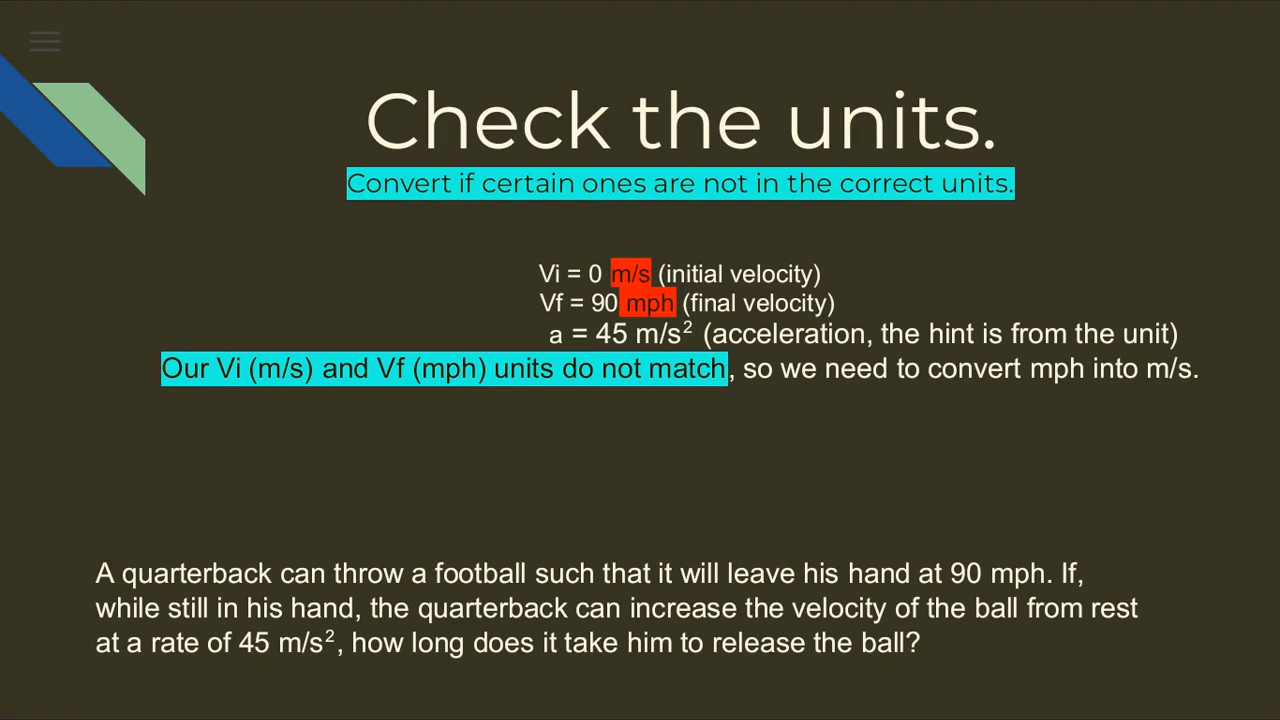 Check the units.
Convert if certain ones are not in the correct units.
Vi = 0 m/s (initial velocity)
Vf = 90 mph (final velocity)
a = 45 m/s² (acceleration, the hint is from the unit)
Our Vi (m/s) and Vf (mph) units do not match, so we need to convert mph into m/s.
A quarterback can throw a football such that it will leave his hand at 90 mph. If,
while still in his hand, the quarterback can increase the velocity of the ball from rest
at a rate of 45 m/s², how long does it take him to release the ball?